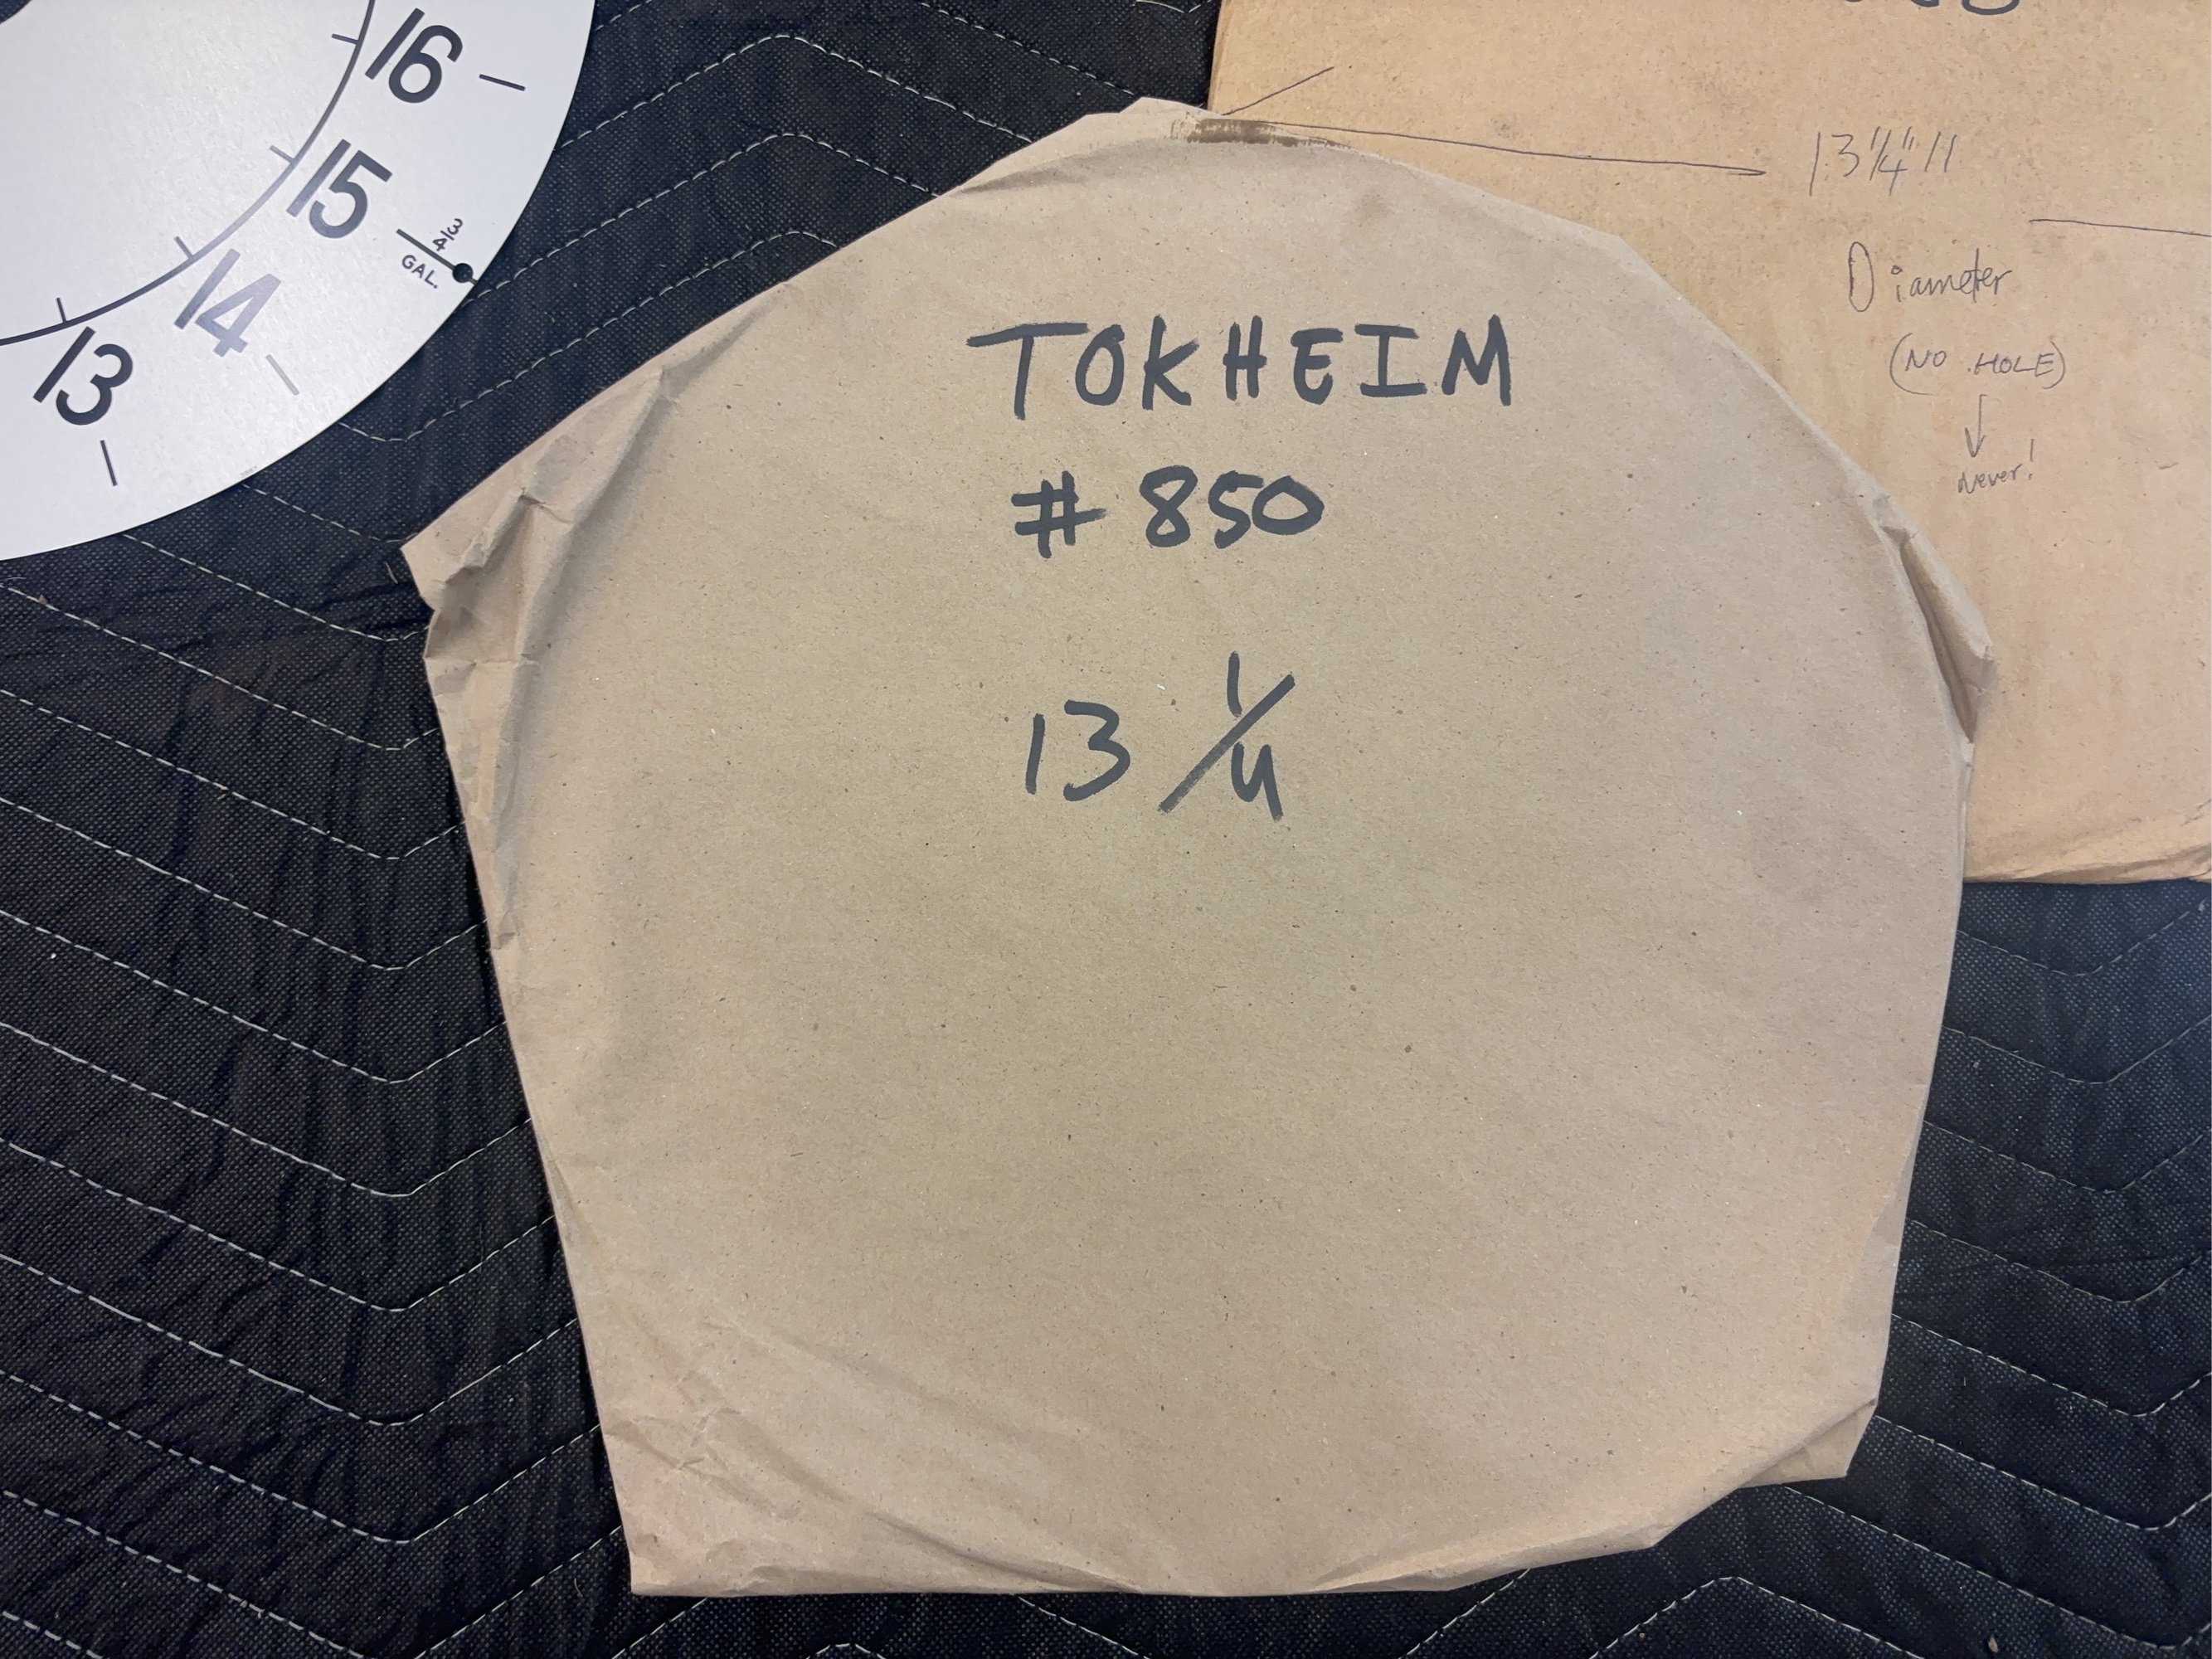 16
15
3/4
GAL.
14
13
TOKHEIM
# 850
13 1/4
13 1/4" 11
Diameter
(NO HOLE)
↓
Never!